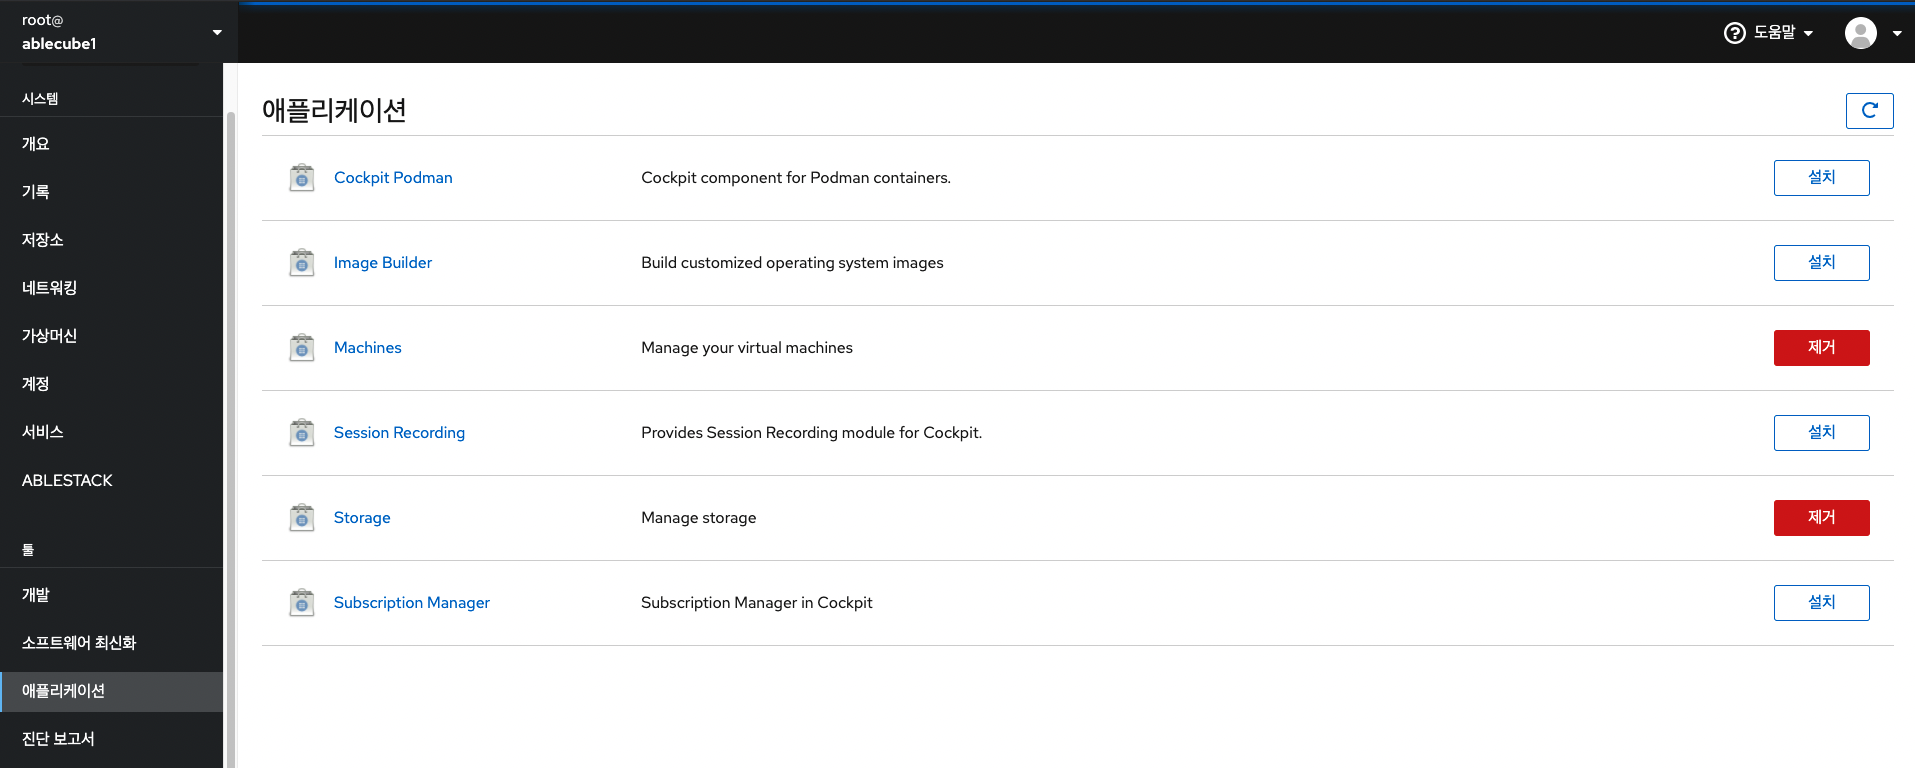 root@
ablecube1
도움말
시스템
개요
기록
저장소
네트워킹
가상머신
계정
서비스
ABLESTACK
툴
개발
소프트웨어 최신화
애플리케이션
진단 보고서
애플리케이션
Cockpit Podman Cockpit component for Podman containers. 설치
Image Builder Build customized operating system images 설치
Machines Manage your virtual machines 제거
Session Recording Provides Session Recording module for Cockpit. 설치
Storage Manage storage 제거
Subscription Manager Subscription Manager in Cockpit 설치